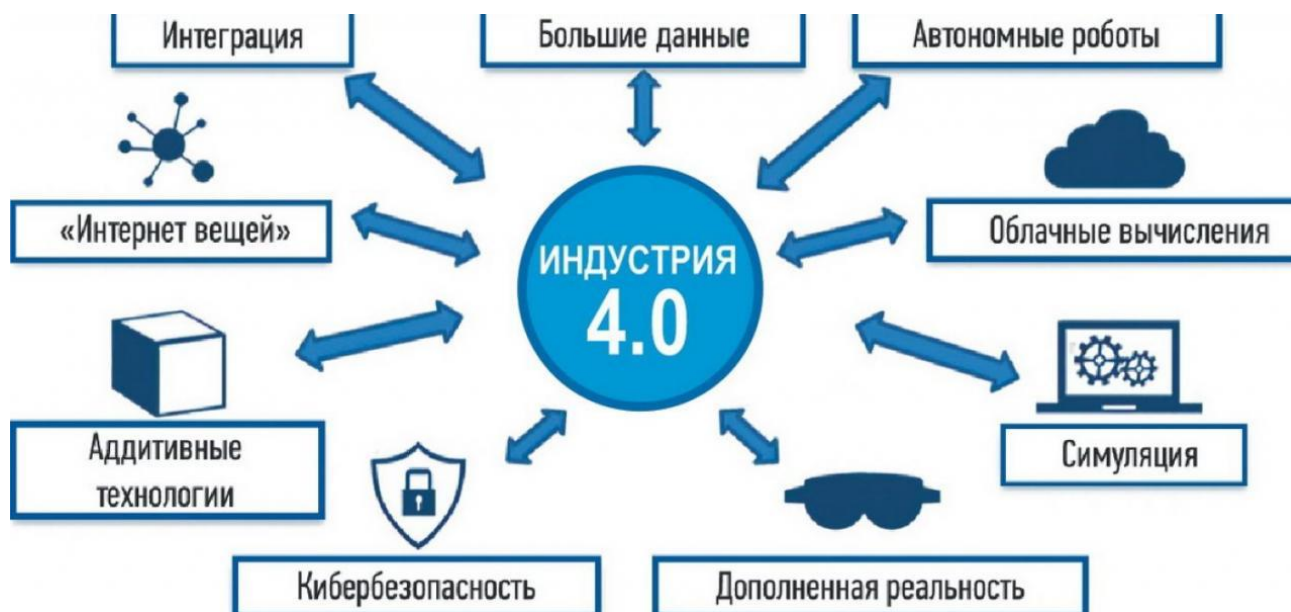 Интеграция
Большие данные
Автономные роботы
«Интернет вещей»
Облачные вычисления
ИНДУСТРИЯ
4.0
Аддитивные
технологии
Симуляция
Кибербезопасность
Дополненная реальность